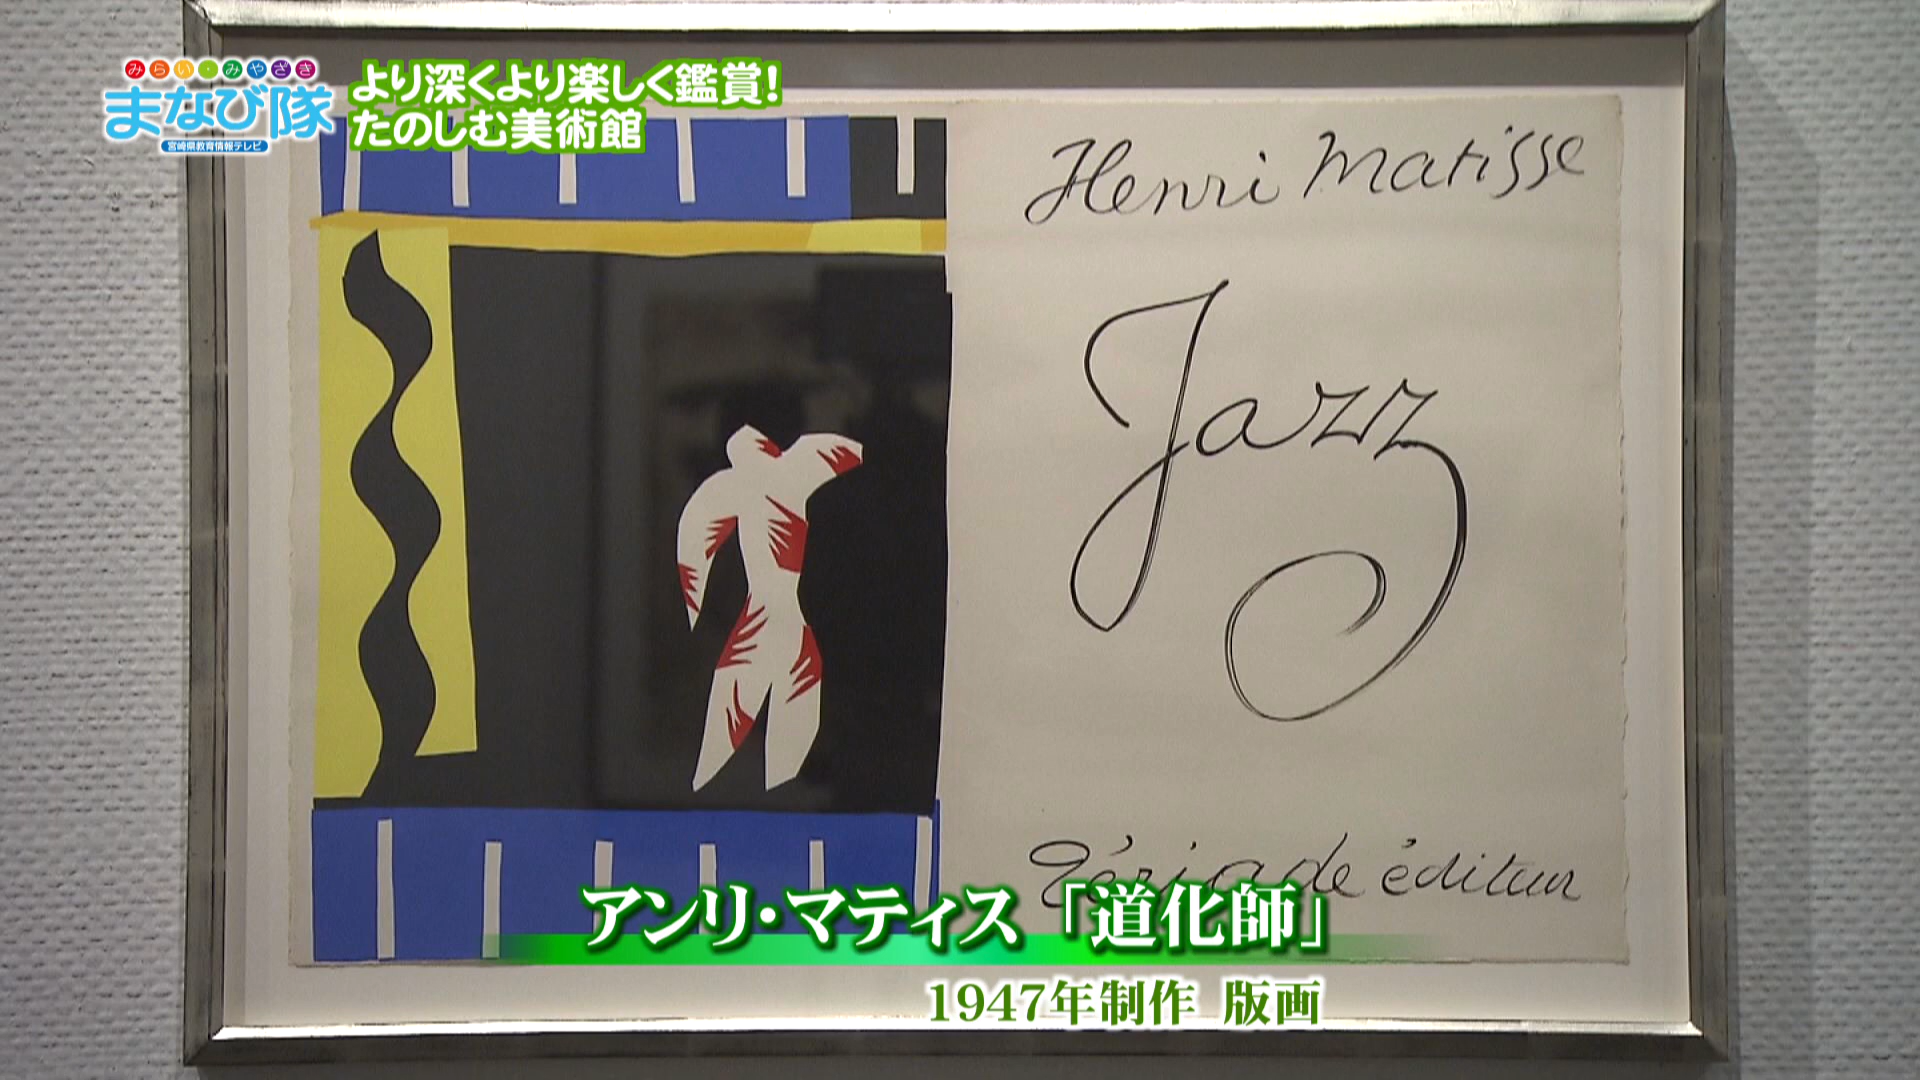 みらい・みやざき
まなび隊
宮崎県教育情報テレビ
より深くより楽しく鑑賞！
たのしむ美術館
Henri Matisse
Jazz
Tériade éditeur
アンリ・マティス「道化師」
1947年制作 版画